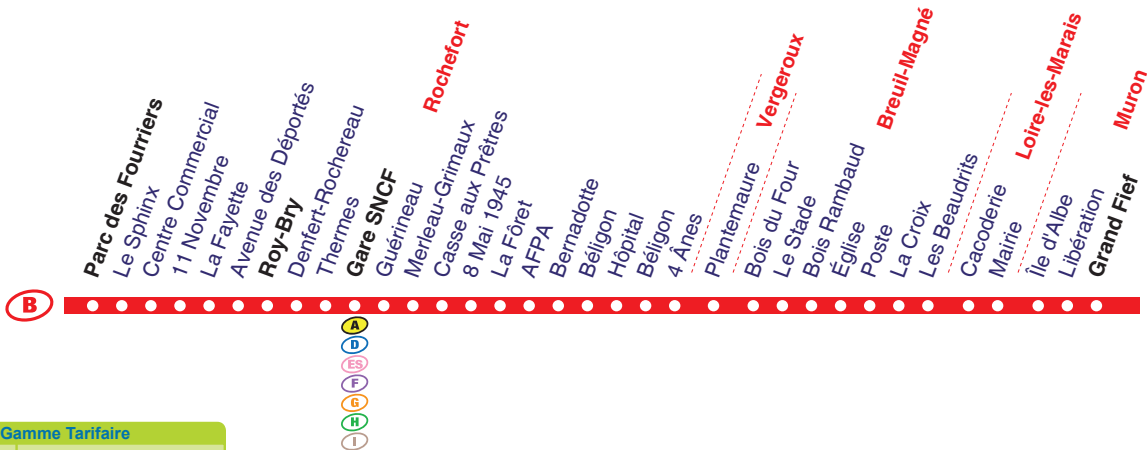 Rochefort
Vergeroux
Breuil-Magné
Loire-les-Marais
Muron
Parc des Fourriers
Le Sphinx
Centre Commercial
11 Novembre
La Fayette
Avenue des Déportés
Roy-Bry
Denfert-Rochereau
Thermes
Gare SNCF
Guérineau
Merleau-Grimaux
Casse aux Prêtres
8 Mai 1945
La Fôret
AFPA
Bernadotte
Béligon
Hôpital
Béligon
4 Ânes
Plantemaure
Bois du Four
Le Stade
Bois Rambaud
Église
Poste
La Croix
Les Beaudrits
Cacoderie
Mairie
Île d'Albe
Libération
Grand Fief
B
A
D
ES
F
G
H
I
Gamme Tarifaire